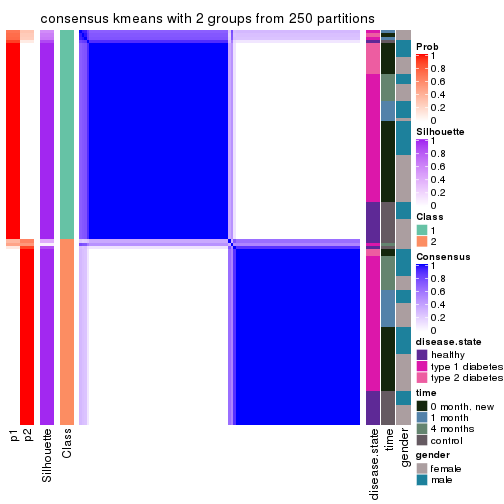 consensus kmeans with 2 groups from 250 partitions
Prob
1
0.8
0.6
0.4
0.2
0
Silhouette
1
0.8
0.6
0.4
0.2
0
Class
1
2
Consensus
1
0.8
0.6
0.4
0.2
0
disease.state
healthy
type 1 diabetes
type 2 diabetes
time
0 month, new
1 month
4 months
control
gender
female
male
p1
p2
Silhouette
Class
disease.state
time
gender